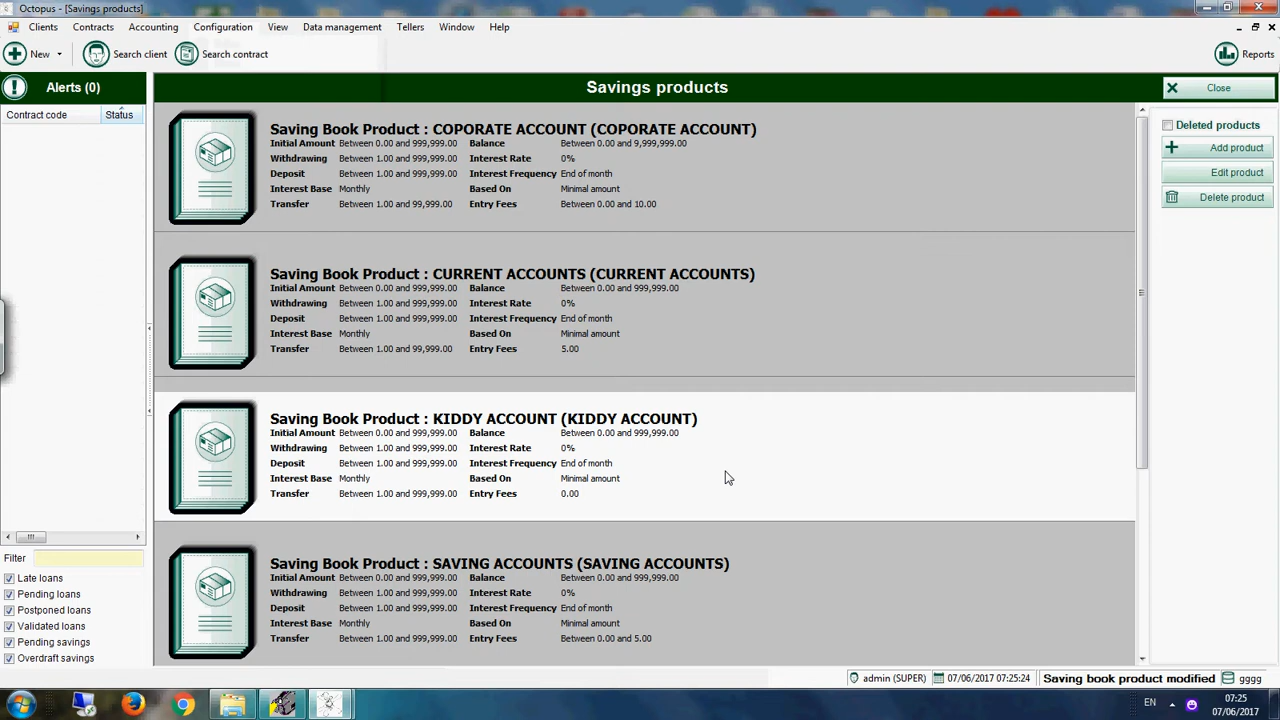 Octopus - [Savings products]
Clients Contracts Accounting Configuration View Data management Tellers Window Help
New Search client Search contract Reports
Alerts (0) Savings products Close
Contract code Status
Deleted products
Add product
Edit product
Delete product
Saving Book Product : COPORATE ACCOUNT (COPORATE ACCOUNT)
Initial Amount Between 0.00 and 999,999.00 Balance Between 0.00 and 9,999,999.00
Withdrawing Between 1.00 and 999,999.00 Interest Rate 0%
Deposit Between 1.00 and 999,999.00 Interest Frequency End of month
Interest Base Monthly Based On Minimal amount
Transfer Between 1.00 and 99,999.00 Entry Fees Between 0.00 and 10.00
Saving Book Product : CURRENT ACCOUNTS (CURRENT ACCOUNTS)
Initial Amount Between 0.00 and 999,999.00 Balance Between 0.00 and 999,999.00
Withdrawing Between 1.00 and 999,999.00 Interest Rate 0%
Deposit Between 1.00 and 999,999.00 Interest Frequency End of month
Interest Base Monthly Based On Minimal amount
Transfer Between 1.00 and 99,999.00 Entry Fees 5.00
Saving Book Product : KIDDY ACCOUNT (KIDDY ACCOUNT)
Initial Amount Between 0.00 and 999,999.00 Balance Between 0.00 and 999,999.00
Withdrawing Between 1.00 and 999,999.00 Interest Rate 0%
Deposit Between 1.00 and 999,999.00 Interest Frequency End of month
Interest Base Monthly Based On Minimal amount
Transfer Between 1.00 and 999,999.00 Entry Fees 0.00
Saving Book Product : SAVING ACCOUNTS (SAVING ACCOUNTS)
Initial Amount Between 0.00 and 999,999.00 Balance Between 0.00 and 999,999.00
Withdrawing Between 1.00 and 999,999.00 Interest Rate 0%
Deposit Between 1.00 and 999,999.00 Interest Frequency End of month
Interest Base Monthly Based On Minimal amount
Transfer Between 1.00 and 999,999.00 Entry Fees Between 0.00 and 5.00
Filter
Late loans
Pending loans
Postponed loans
Validated loans
Pending savings
Overdraft savings
admin (SUPER) 07/06/2017 07:25:24 Saving book product modified gggg
EN 07:25
07/06/2017